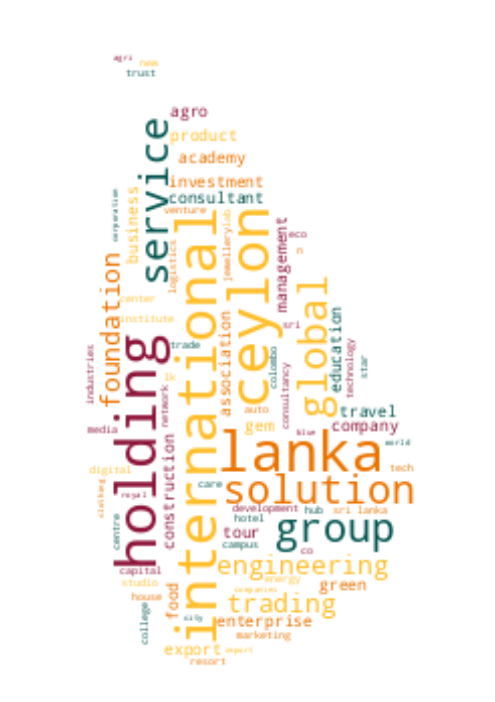 agri
new
trust
agro
service
product
academy
investment
consultant
corporation
business
venture
lab
jewellery
international
ceylon
management
eco
n
logistics
foundation
center
global
sri
institute
association
education
holding
trade
colombo
technology
star
industries
lk
consultancy
network
auto
travel
gem
company
media
blue
lanka
world
construction
digital
tech
care
solution
clothing
royal
development
hub
sri lanka
centre
hotel
group
tour
campus
co
capital
engineering
studio
energy
green
house
food
companies
trading
college
city
enterprise
marketing
export
import
resort